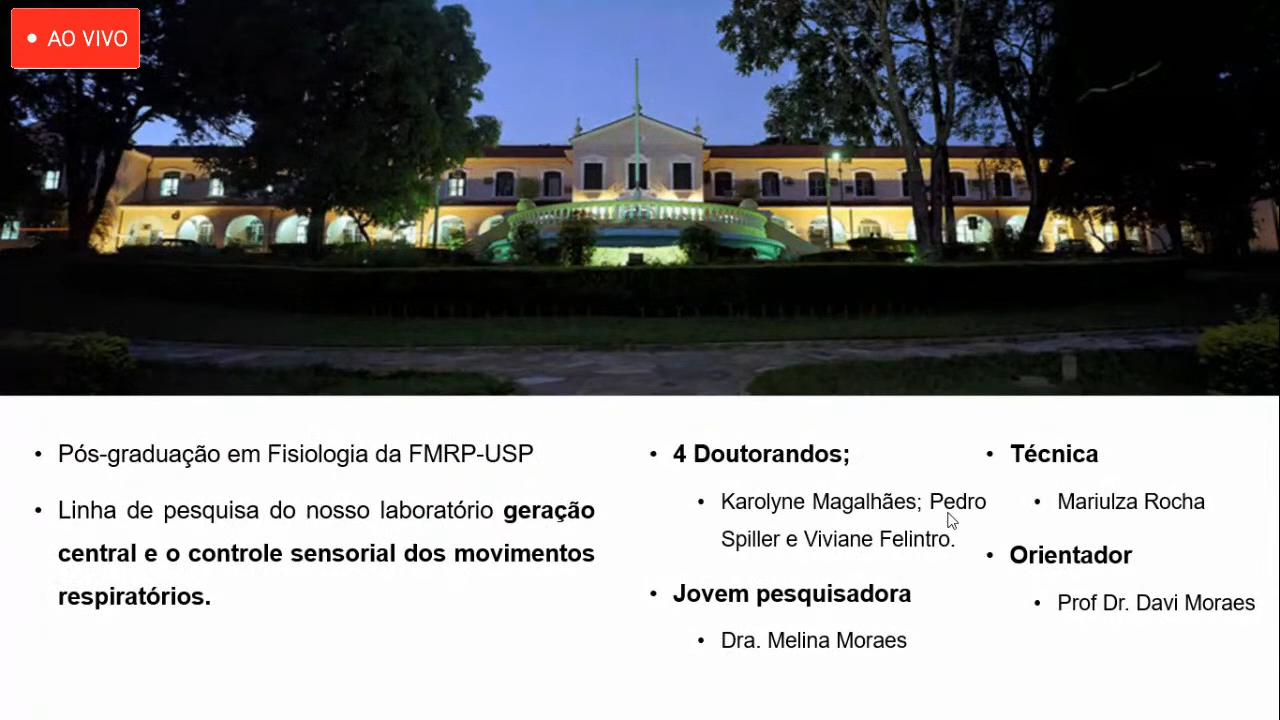 • AO VIVO
• Pós-graduação em Fisiologia da FMRP-USP
• Linha de pesquisa do nosso laboratório geração
central e o controle sensorial dos movimentos
respiratórios.
• 4 Doutorandos;
• Karolyne Magalhães; Pedro
Spiller e Viviane Felintro.
• Jovem pesquisadora
• Dra. Melina Moraes
• Técnica
• Mariulza Rocha
• Orientador
• Prof Dr. Davi Moraes